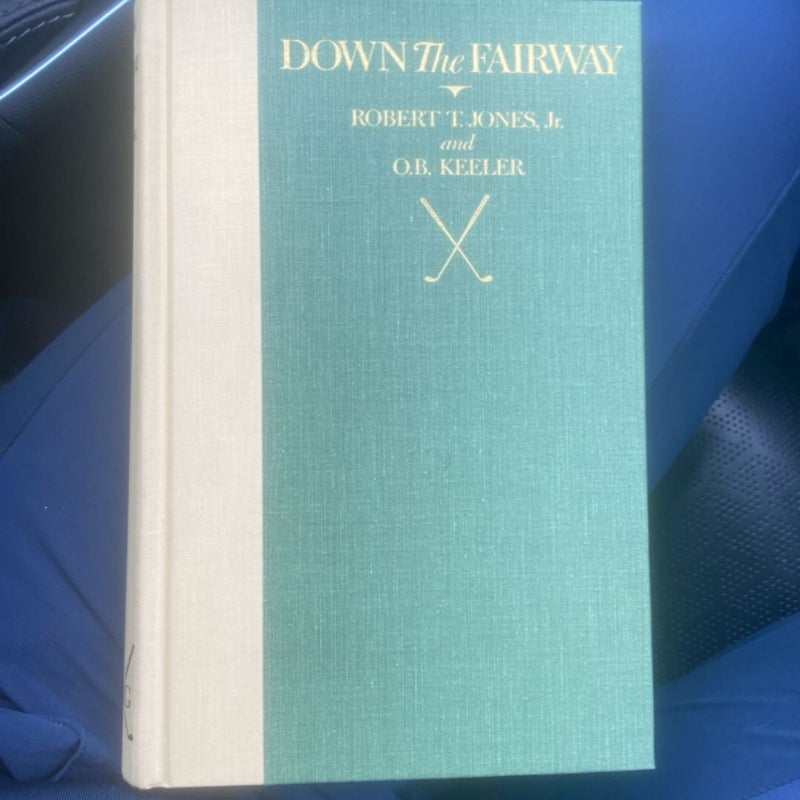 DOWN The FAIRWAY
ROBERT T. JONES, Jr.
and
O.B. KEELER